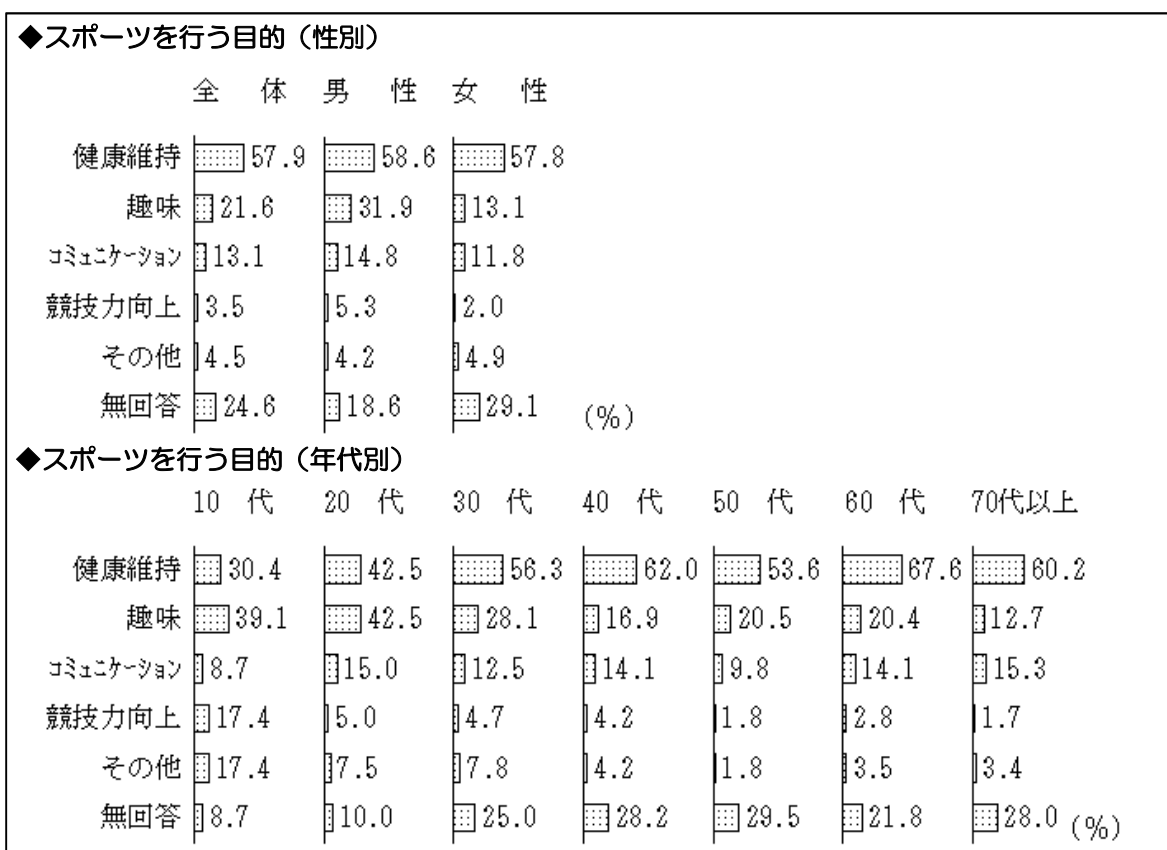 ◆スポーツを行う目的（性別）
全　体 男　性 女　性
健康維持 57.9 58.6 57.8
趣味 21.6 31.9 13.1
ｺﾐｭﾆｹｰｼｮﾝ 13.1 14.8 11.8
競技力向上 3.5 5.3 2.0
その他 4.5 4.2 4.9
無回答 24.6 18.6 29.1 (%)
◆スポーツを行う目的（年代別）
10　代 20　代 30　代 40　代 50　代 60　代 70代以上
健康維持 30.4 42.5 56.3 62.0 53.6 67.6 60.2
趣味 39.1 42.5 28.1 16.9 20.5 20.4 12.7
ｺﾐｭﾆｹｰｼｮﾝ 8.7 15.0 12.5 14.1 9.8 14.1 15.3
競技力向上 17.4 5.0 4.7 4.2 1.8 2.8 1.7
その他 17.4 7.5 7.8 4.2 1.8 3.5 3.4
無回答 8.7 10.0 25.0 28.2 29.5 21.8 28.0 (%)